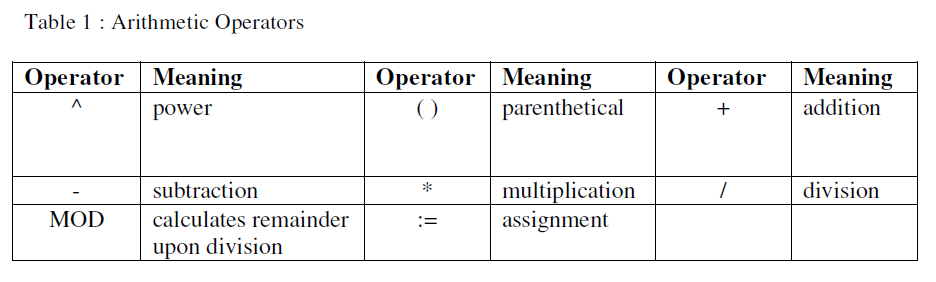 Table 1 : Arithmetic Operators
Operator Meaning Operator Meaning Operator Meaning
^ power ( ) parenthetical + addition
- subtraction * multiplication / division
MOD calculates remainder := assignment
upon division